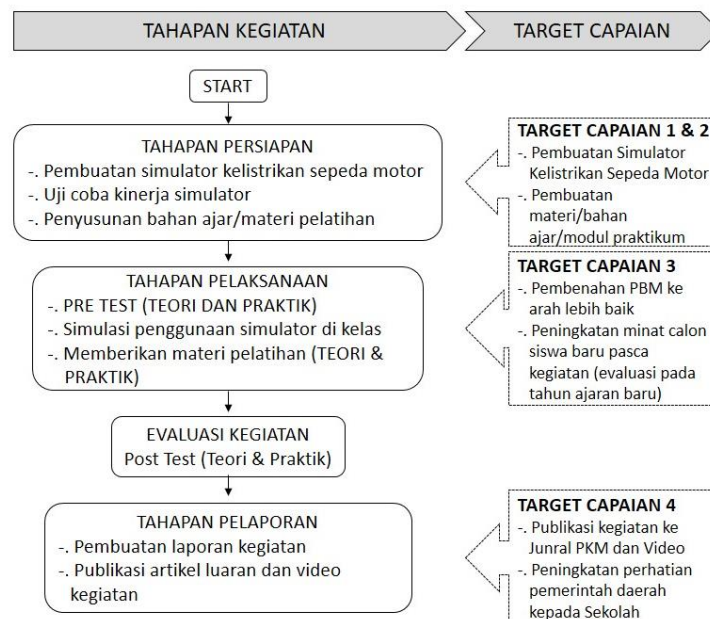 TAHAPAN KEGIATAN
TARGET CAPAIAN
START
TAHAPAN PERSIAPAN
-. Pembuatan simulator kelistrikan sepeda motor
-. Uji coba kinerja simulator
-. Penyusunan bahan ajar/materi pelatihan
TARGET CAPAIAN 1 & 2
-. Pembuatan Simulator
Kelistrikan Sepeda Motor
-. Pembuatan
materi/bahan
ajar/modul praktikum
TAHAPAN PELAKSANAAN
-. PRE TEST (TEORI DAN PRAKTIK)
-. Simulasi penggunaan simulator di kelas
-. Memberikan materi pelatihan (TEORI &
PRAKTIK)
TARGET CAPAIAN 3
-. Pembenahan PBM ke
arah lebih baik
-. Peningkatan minat calon
siswa baru pasca
kegiatan (evaluasi pada
tahun ajaran baru)
EVALUASI KEGIATAN
Post Test (Teori & Praktik)
TAHAPAN PELAPORAN
-. Pembuatan laporan kegiatan
-. Publikasi artikel luaran dan video
kegiatan
TARGET CAPAIAN 4
-. Publikasi kegiatan ke
Junral PKM dan Video
-. Peningkatan perhatian
pemerintah daerah
kepada Sekolah